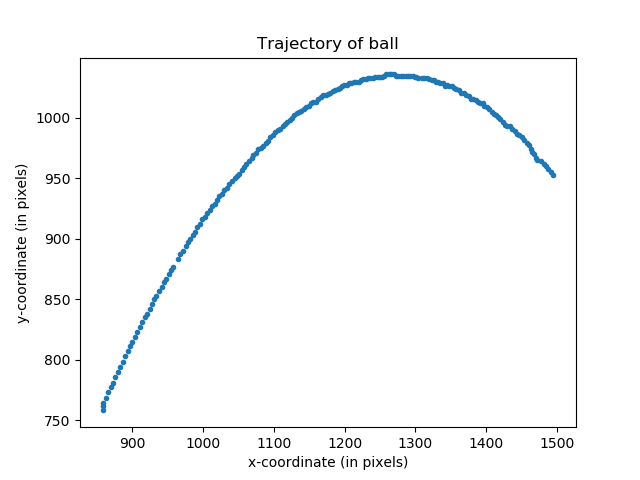 Trajectory of ball
y-coordinate (in pixels)
1000
950
900
850
800
750
900 1000 1100 1200 1300 1400 1500
x-coordinate (in pixels)